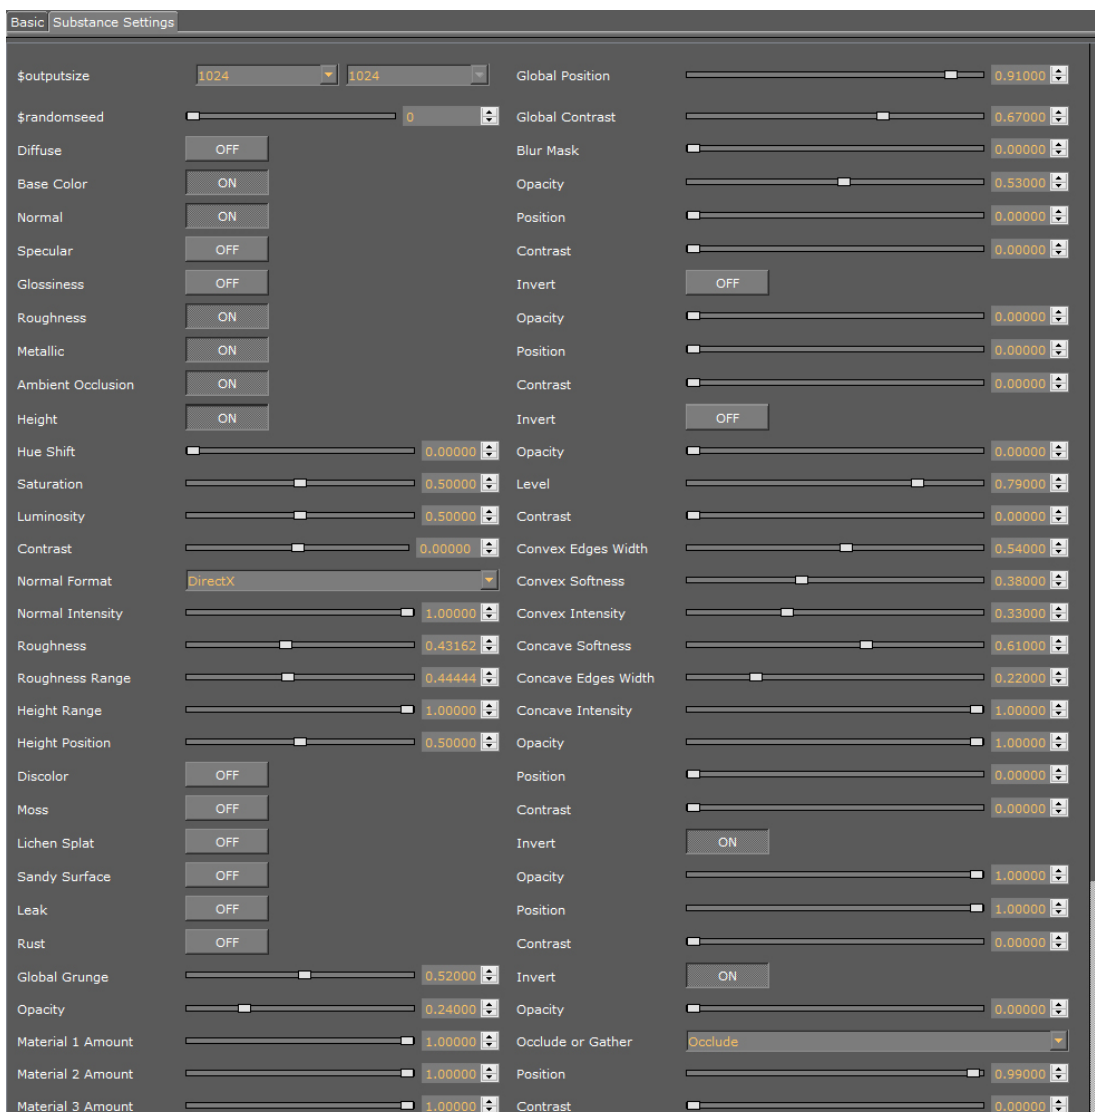 Basic Substance Settings
$outputsize 1024 1024 Global Position 0.91000
$randomseed 0 Global Contrast 0.67000
Diffuse OFF Blur Mask 0.00000
Base Color ON Opacity 0.53000
Normal ON Position 0.00000
Specular OFF Contrast 0.00000
Glossiness OFF Invert OFF
Roughness ON Opacity 0.00000
Metallic ON Position 0.00000
Ambient Occlusion ON Contrast 0.00000
Height ON Invert OFF
Hue Shift 0.00000 Opacity 0.00000
Saturation 0.50000 Level 0.79000
Luminosity 0.50000 Contrast 0.00000
Contrast 0.00000 Convex Edges Width 0.54000
Normal Format DirectX Convex Softness 0.38000
Normal Intensity 1.00000 Convex Intensity 0.33000
Roughness 0.43162 Concave Softness 0.61000
Roughness Range 0.44444 Concave Edges Width 0.22000
Height Range 1.00000 Concave Intensity 1.00000
Height Position 0.50000 Opacity 1.00000
Discolor OFF Position 0.00000
Moss OFF Contrast 0.00000
Lichen Splat OFF Invert ON
Sandy Surface OFF Opacity 1.00000
Leak OFF Position 1.00000
Rust OFF Contrast 0.00000
Global Grunge 0.52000 Invert ON
Opacity 0.24000 Opacity 0.00000
Material 1 Amount 1.00000 Occlude or Gather Occlude
Material 2 Amount 1.00000 Position 0.99000
Material 3 Amount 1.00000 Contrast 0.00000